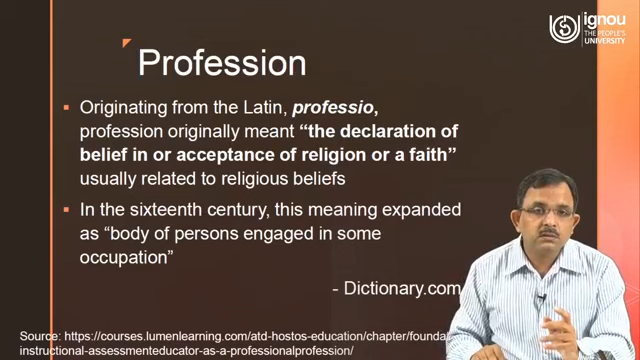 ignou
THE PEOPLE'S
UNIVERSITY
Profession
Originating from the Latin, professio,
profession originally meant "the declaration of
belief in or acceptance of religion or a faith"
usually related to religious beliefs
In the sixteenth century, this meaning expanded
as "body of persons engaged in some
occupation"
- Dictionary.com
Source: https://courses.lumenlearning.com/atd-hostos-education/chapter/foundat
instructional-assessmenteducator-as-a-professionalprofession/